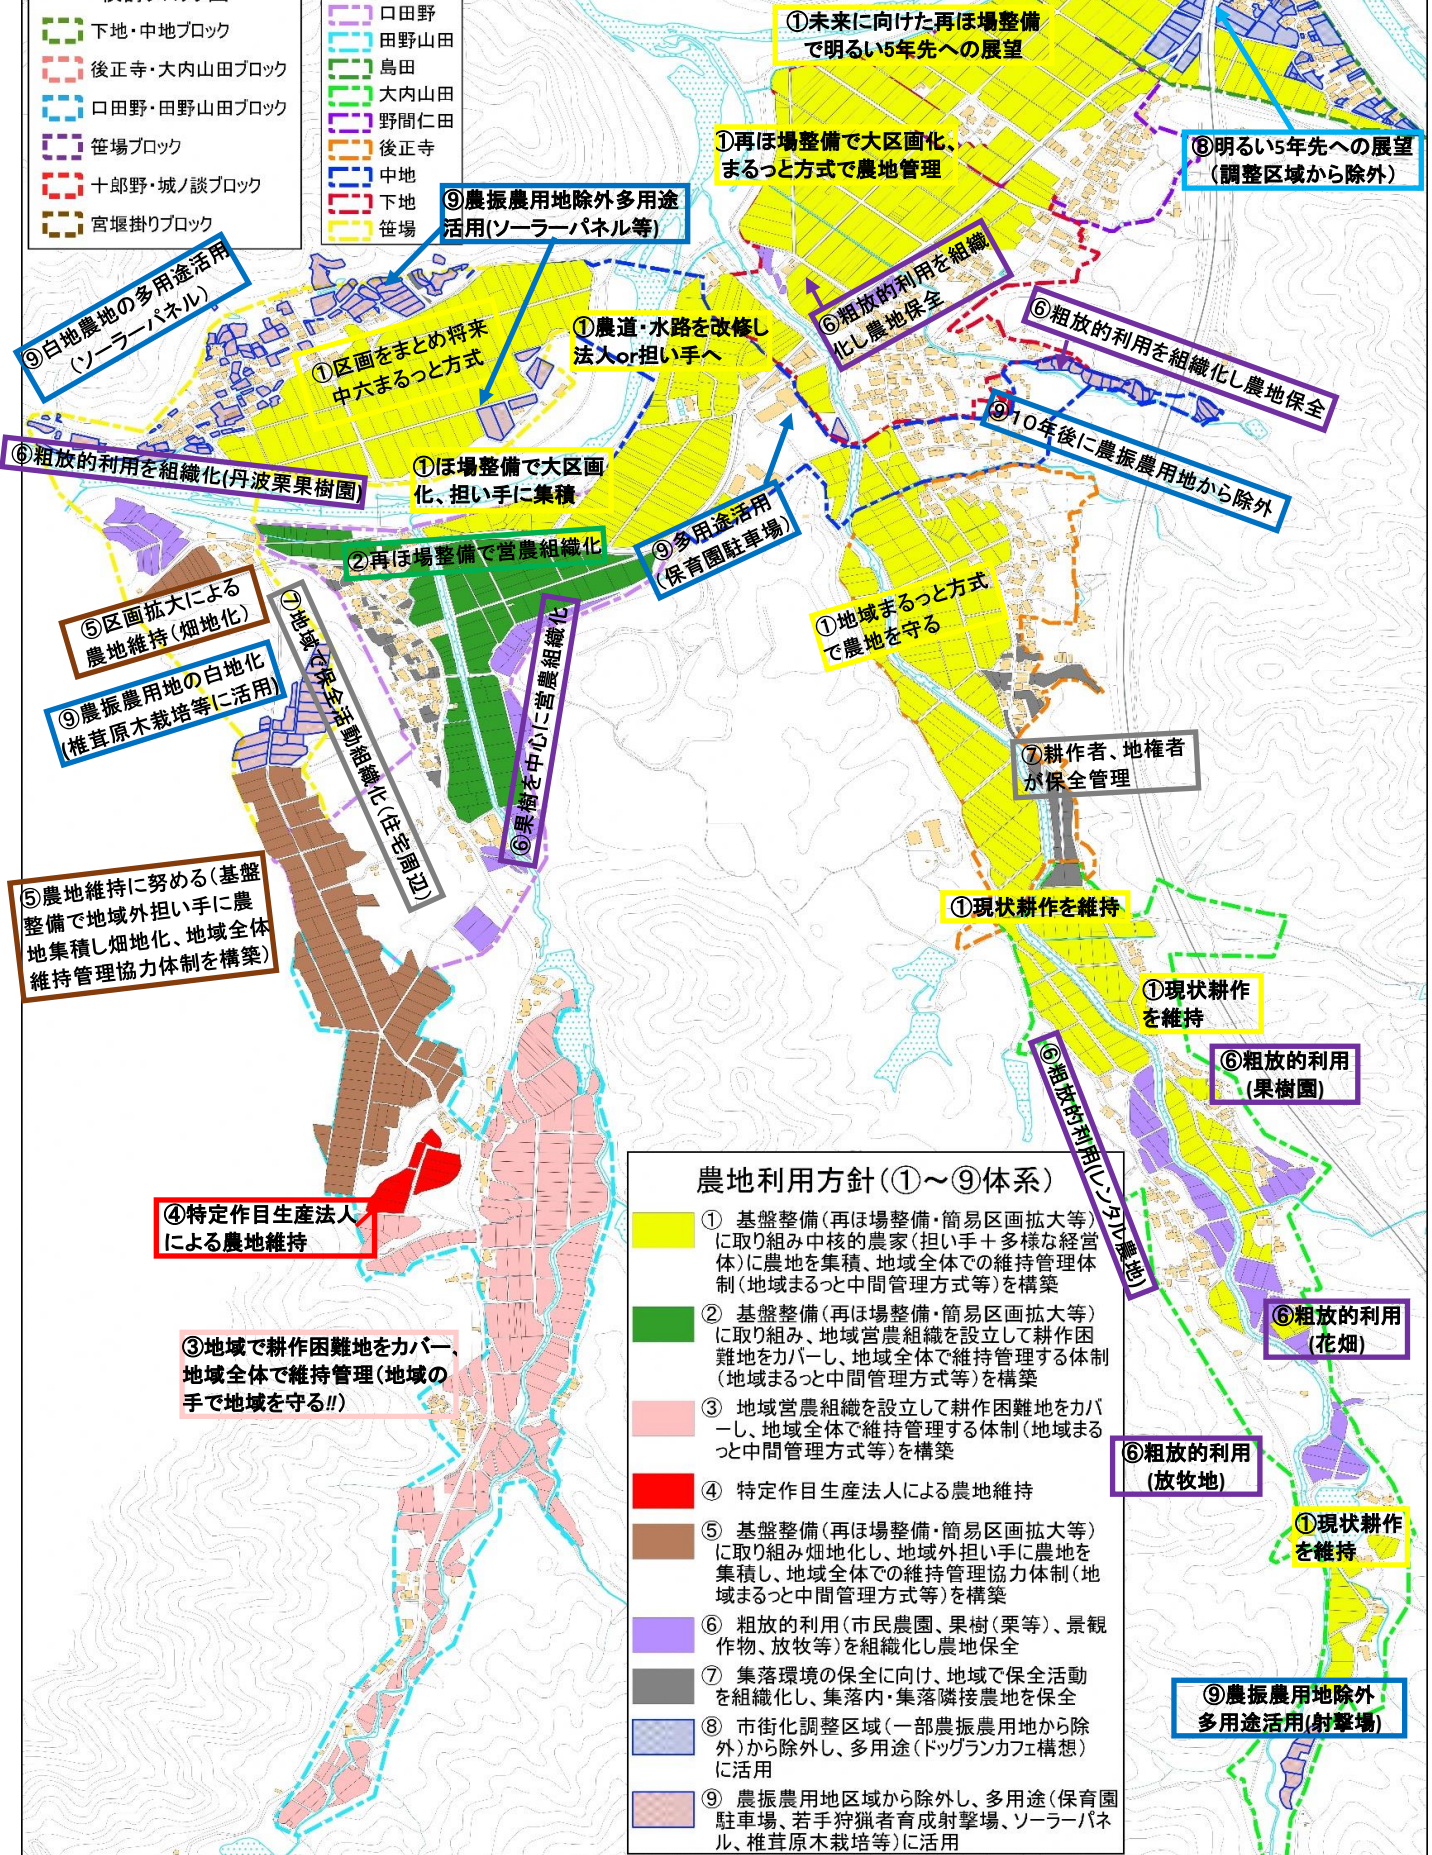 下地・中地ブロック
後正寺・大内山田ブロック
口田野・田野山田ブロック
笹場ブロック
十郎野・城ノ談ブロック
宮堰掛りブロック
口田野
田野山田
島田
大内山田
野間仁田
後正寺
中地
下地
笹場
①未来に向けた再ほ場整備
で明るい5年先への展望
①再ほ場整備で大区画化、
まるっと方式で農地管理
⑧明るい5年先への展望
(調整区域から除外)
⑨農振農用地除外多用途
活用(ソーラーパネル等)
⑨白地農地の多用途活用
(ソーラーパネル)
①区画をまとめ将来
中六まるっと方式
①農道・水路を改修し
法人or担い手へ
⑥粗放的利用を組織
化し農地保全
⑥粗放的利用を組織化し農地保全
⑨10年後に農振農用地から除外
⑥粗放的利用を組織化(丹波栗果樹園)
①ほ場整備で大区画
化、担い手に集積
⑨多用途活用
(保育園駐車場)
②再ほ場整備で営農組織化
⑤区画拡大による
農地維持(畑地化)
⑨農振農用地の白地化
(椎茸原木栽培等に活用)
⑦地域で保全活動組織化(住宅周辺)
⑥果樹を中心に営農組織化
①地域まるっと方式
で農地を守る
⑦耕作者、地権者
が保全管理
⑤農地維持に努める(基盤
整備で地域外担い手に農
地集積し畑地化、地域全体
維持管理協力体制を構築)
①現状耕作を維持
①現状耕作
を維持
⑥粗放的利用
(果樹園)
⑥粗放的利用(レンタル農地)
④特定作目生産法人
による農地維持
③地域で耕作困難地をカバー、
地域全体で維持管理(地域の
手で地域を守る!!)
⑥粗放的利用
(花畑)
⑥粗放的利用
(放牧地)
①現状耕作
を維持
⑨農振農用地除外
多用途活用(射撃場)
農地利用方針(①～⑨体系)
① 基盤整備(再ほ場整備・簡易区画拡大等)
に取り組み中核的農家(担い手＋多様な経営
体)に農地を集積、地域全体での維持管理体
制(地域まるっと中間管理方式等)を構築
② 基盤整備(再ほ場整備・簡易区画拡大等)
に取り組み、地域営農組織を設立して耕作困
難地をカバーし、地域全体で維持管理する体制
(地域まるっと中間管理方式等)を構築
③ 地域営農組織を設立して耕作困難地をカバ
ーし、地域全体で維持管理する体制(地域まる
っと中間管理方式等)を構築
④ 特定作目生産法人による農地維持
⑤ 基盤整備(再ほ場整備・簡易区画拡大等)
に取り組み畑地化し、地域外担い手に農地を
集積し、地域全体での維持管理協力体制(地
域まるっと中間管理方式等)を構築
⑥ 粗放的利用(市民農園、果樹(栗等)、景観
作物、放牧等)を組織化し農地保全
⑦ 集落環境の保全に向け、地域で保全活動
を組織化し、集落内・集落隣接農地を保全
⑧ 市街化調整区域(一部農振農用地から除
外)から除外し、多用途(ドッグランカフェ構想)
に活用
⑨ 農振農用地区域から除外し、多用途(保育園
駐車場、若手狩猟者育成射撃場、ソーラーパネ
ル、椎茸原木栽培等)に活用